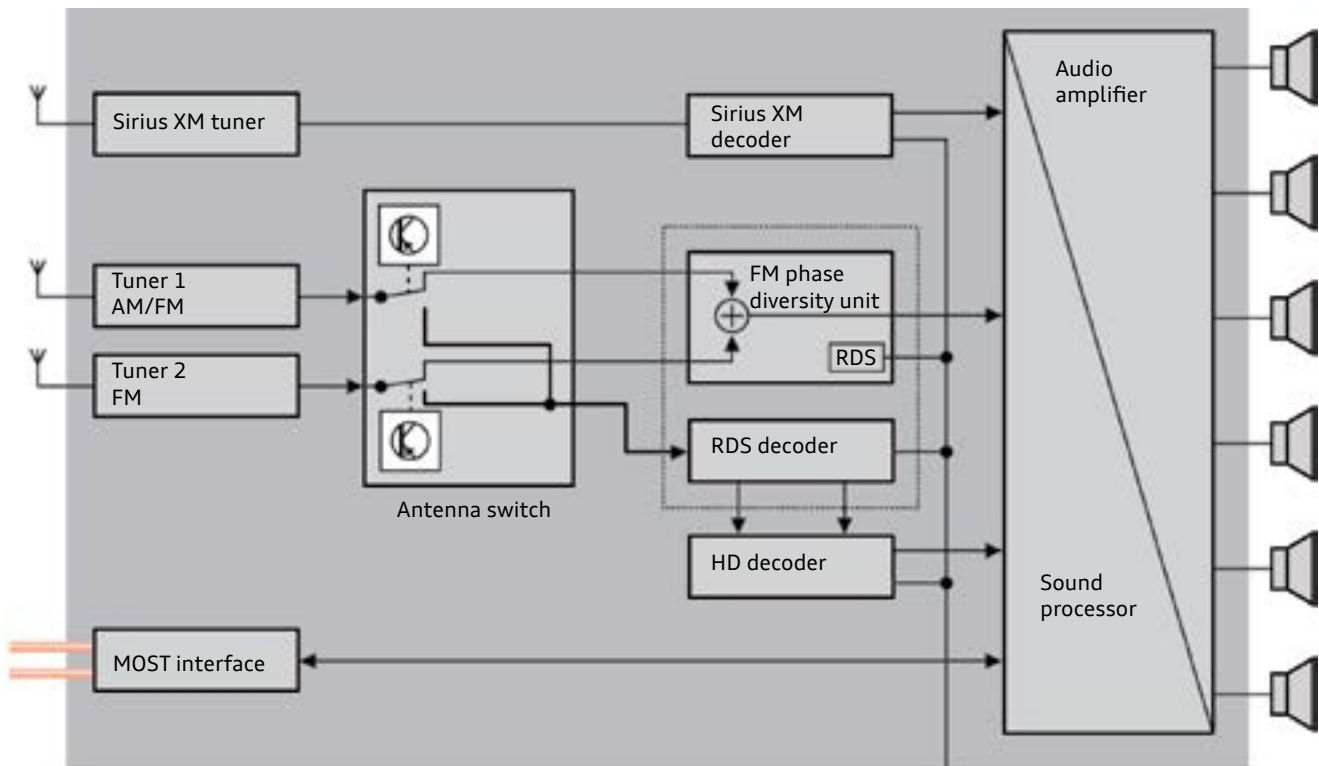 Sirius XM tuner
Sirius XM
decoder
Audio
amplifier
Tuner 1
AM/FM
FM phase
diversity unit
RDS
Tuner 2
FM
RDS decoder
Antenna switch
HD decoder
Sound
processor
MOST interface